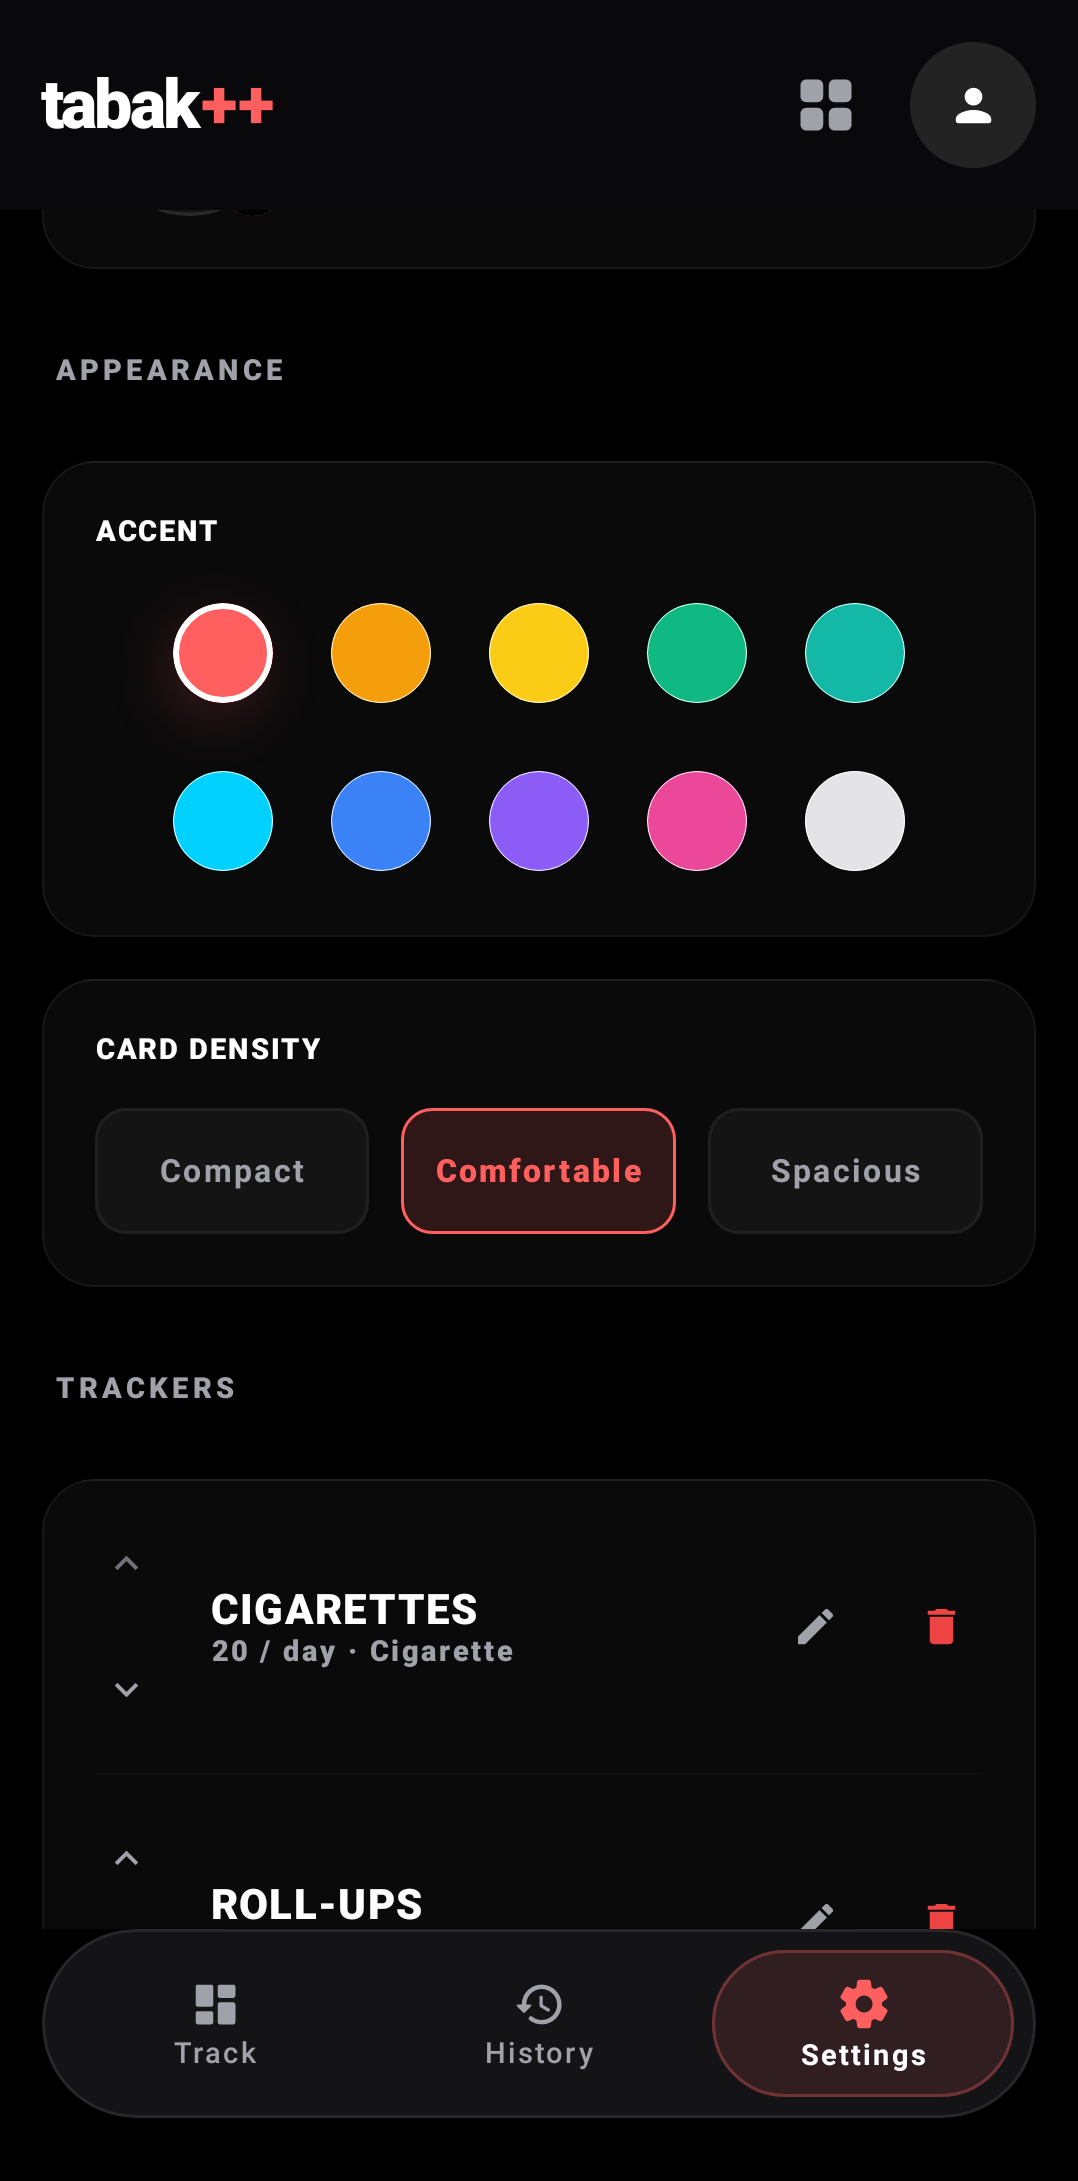 tabak++
APPEARANCE
ACCENT
CARD DENSITY
Compact
Comfortable
Spacious
TRACKERS
CIGARETTES
20 / day · Cigarette
ROLL-UPS
Track
History
Settings